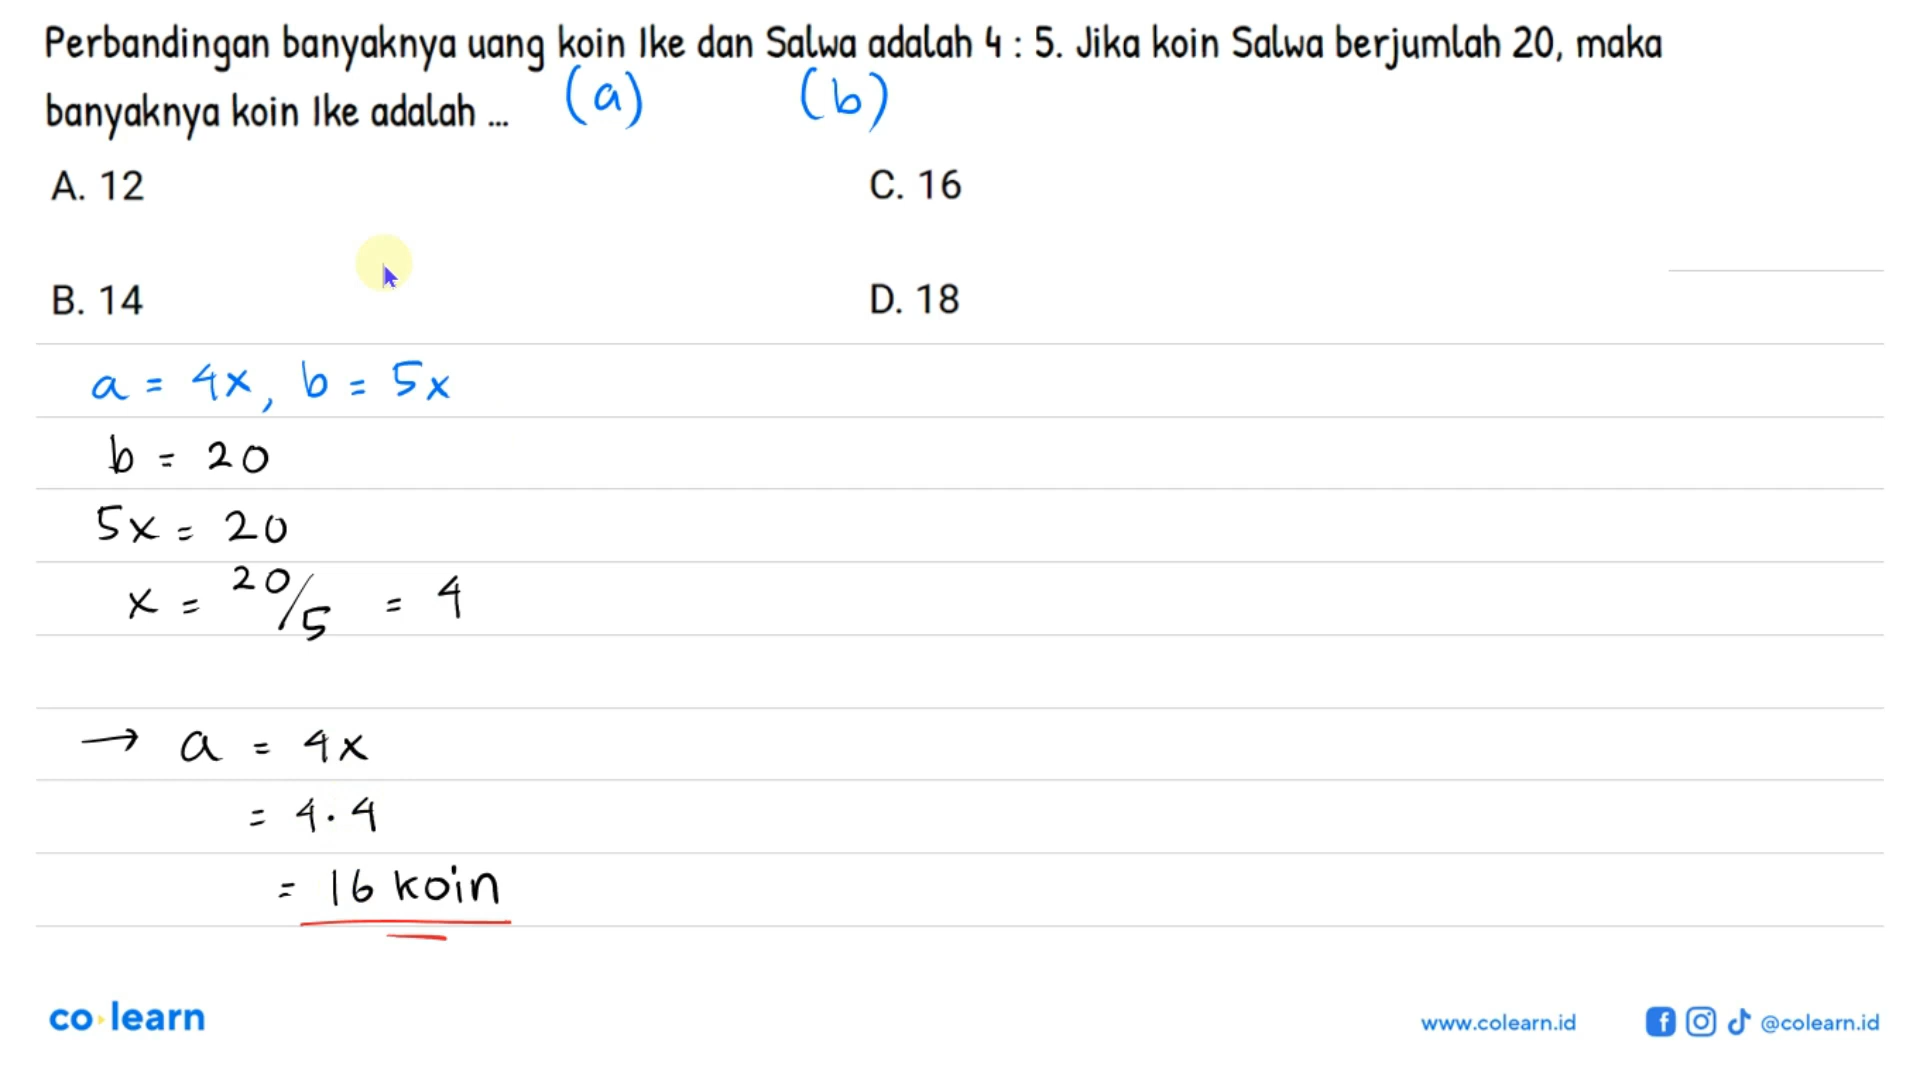 Perbandingan banyaknya uang koin Ike dan Salwa adalah 4 : 5. Jika koin Salwa berjumlah 20, maka
banyaknya koin Ike adalah ...
(a) (b)
A. 12
C. 16
B. 14
D. 18
a = 4x, b = 5x
b = 20
5x = 20
x = 20/5 = 4
→ a = 4x
= 4.4
= 16 koin
co learn
www.colearn.id
@colearn.id